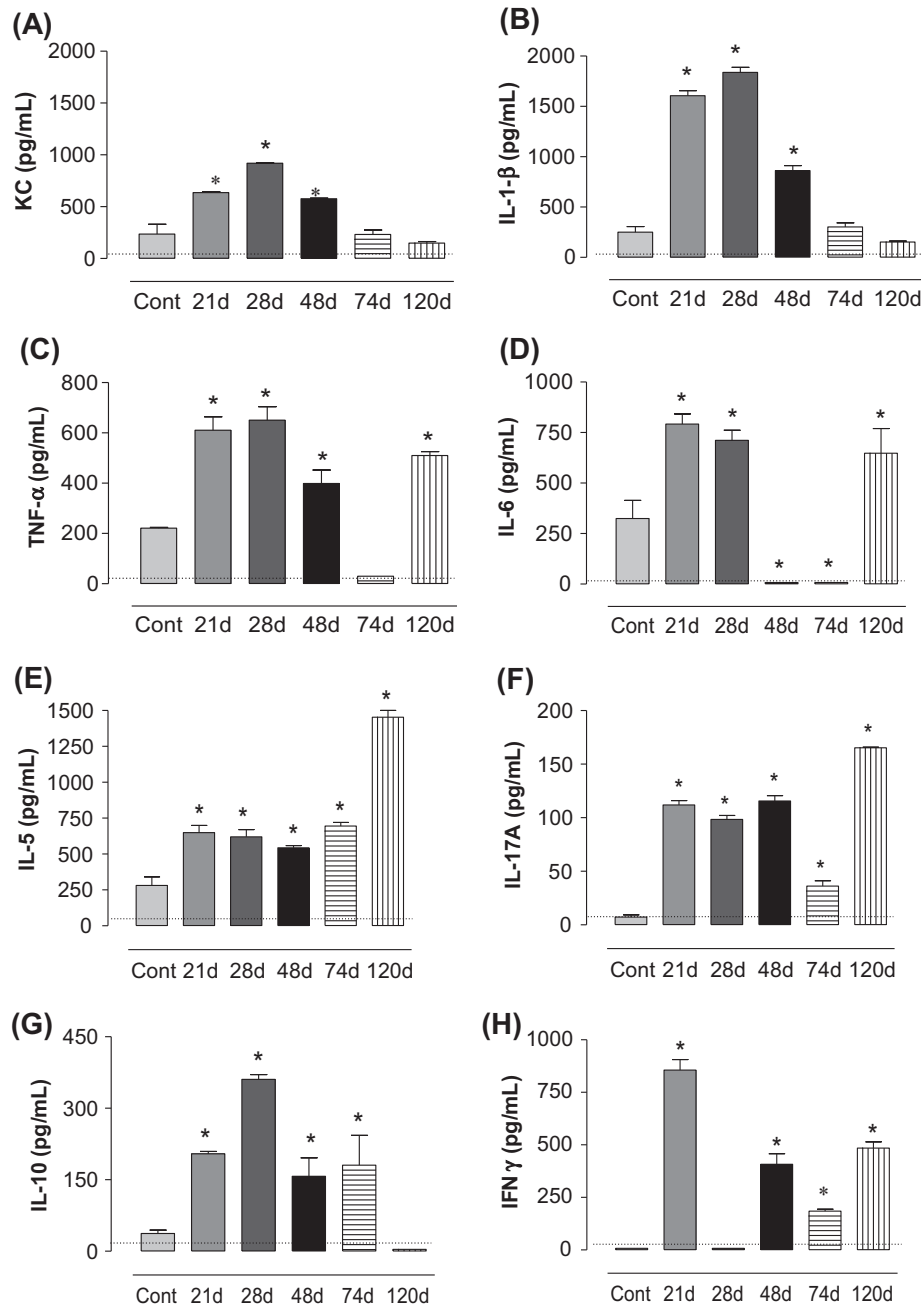 (A)
KC (pg/mL)
2000
1500
1000
500
0
* * *
Cont 21d 28d 48d 74d 120d
(B)
IL-1-β (pg/mL)
2000
1500
1000
500
0
* * *
Cont 21d 28d 48d 74d 120d
(C)
TNF-α (pg/mL)
800
600
400
200
0
* * * *
Cont 21d 28d 48d 74d 120d
(D)
IL-6 (pg/mL)
1000
750
500
250
0
* * * * *
Cont 21d 28d 48d 74d 120d
(E)
IL-5 (pg/mL)
1500
1250
1000
750
500
250
0
* * * * *
Cont 21d 28d 48d 74d 120d
(F)
IL-17A (pg/mL)
200
150
100
50
0
* * * * *
Cont 21d 28d 48d 74d 120d
(G)
IL-10 (pg/mL)
450
300
150
0
* * * *
Cont 21d 28d 48d 74d 120d
(H)
IFN γ (pg/mL)
1000
750
500
250
0
* * * *
Cont 21d 28d 48d 74d 120d